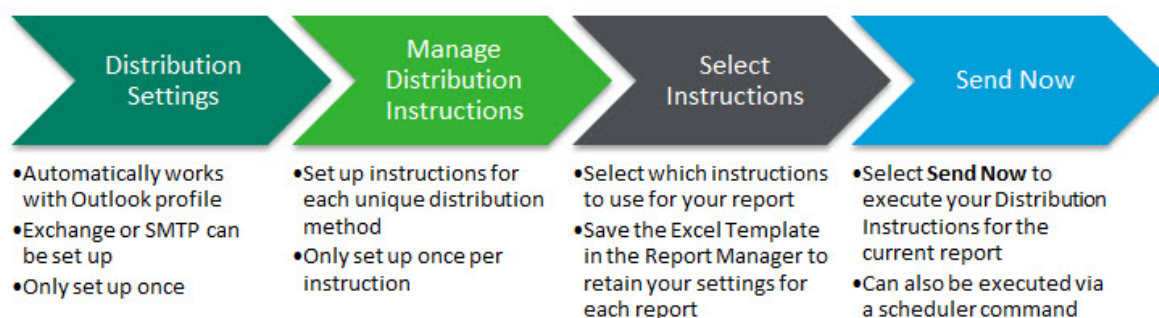 Distribution
Settings
Manage
Distribution
Instructions
Select
Instructions
Send Now
•Automatically works
with Outlook profile
•Exchange or SMTP can
be set up
•Only set up once
•Set up instructions for
each unique distribution
method
•Only set up once per
instruction
•Select which instructions
to use for your report
•Save the Excel Template
in the Report Manager to
retain your settings for
each report
•Select Send Now to
execute your Distribution
Instructions for the
current report
•Can also be executed via
a scheduler command